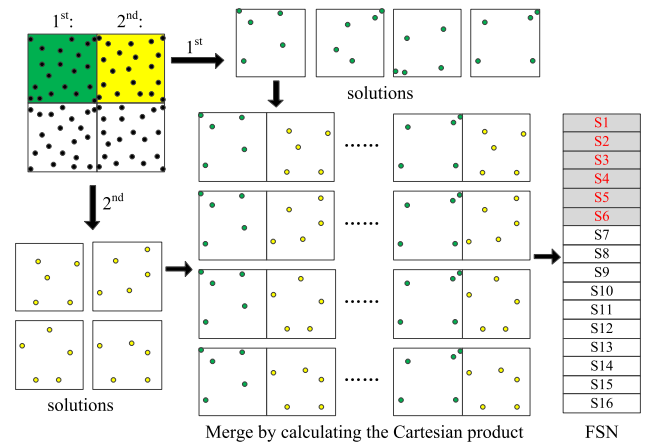 1st: 2nd:
1st
solutions
2nd
solutions
......
......
......
......
Merge by calculating the Cartesian product
S1
S2
S3
S4
S5
S6
S7
S8
S9
S10
S11
S12
S13
S14
S15
S16
FSN